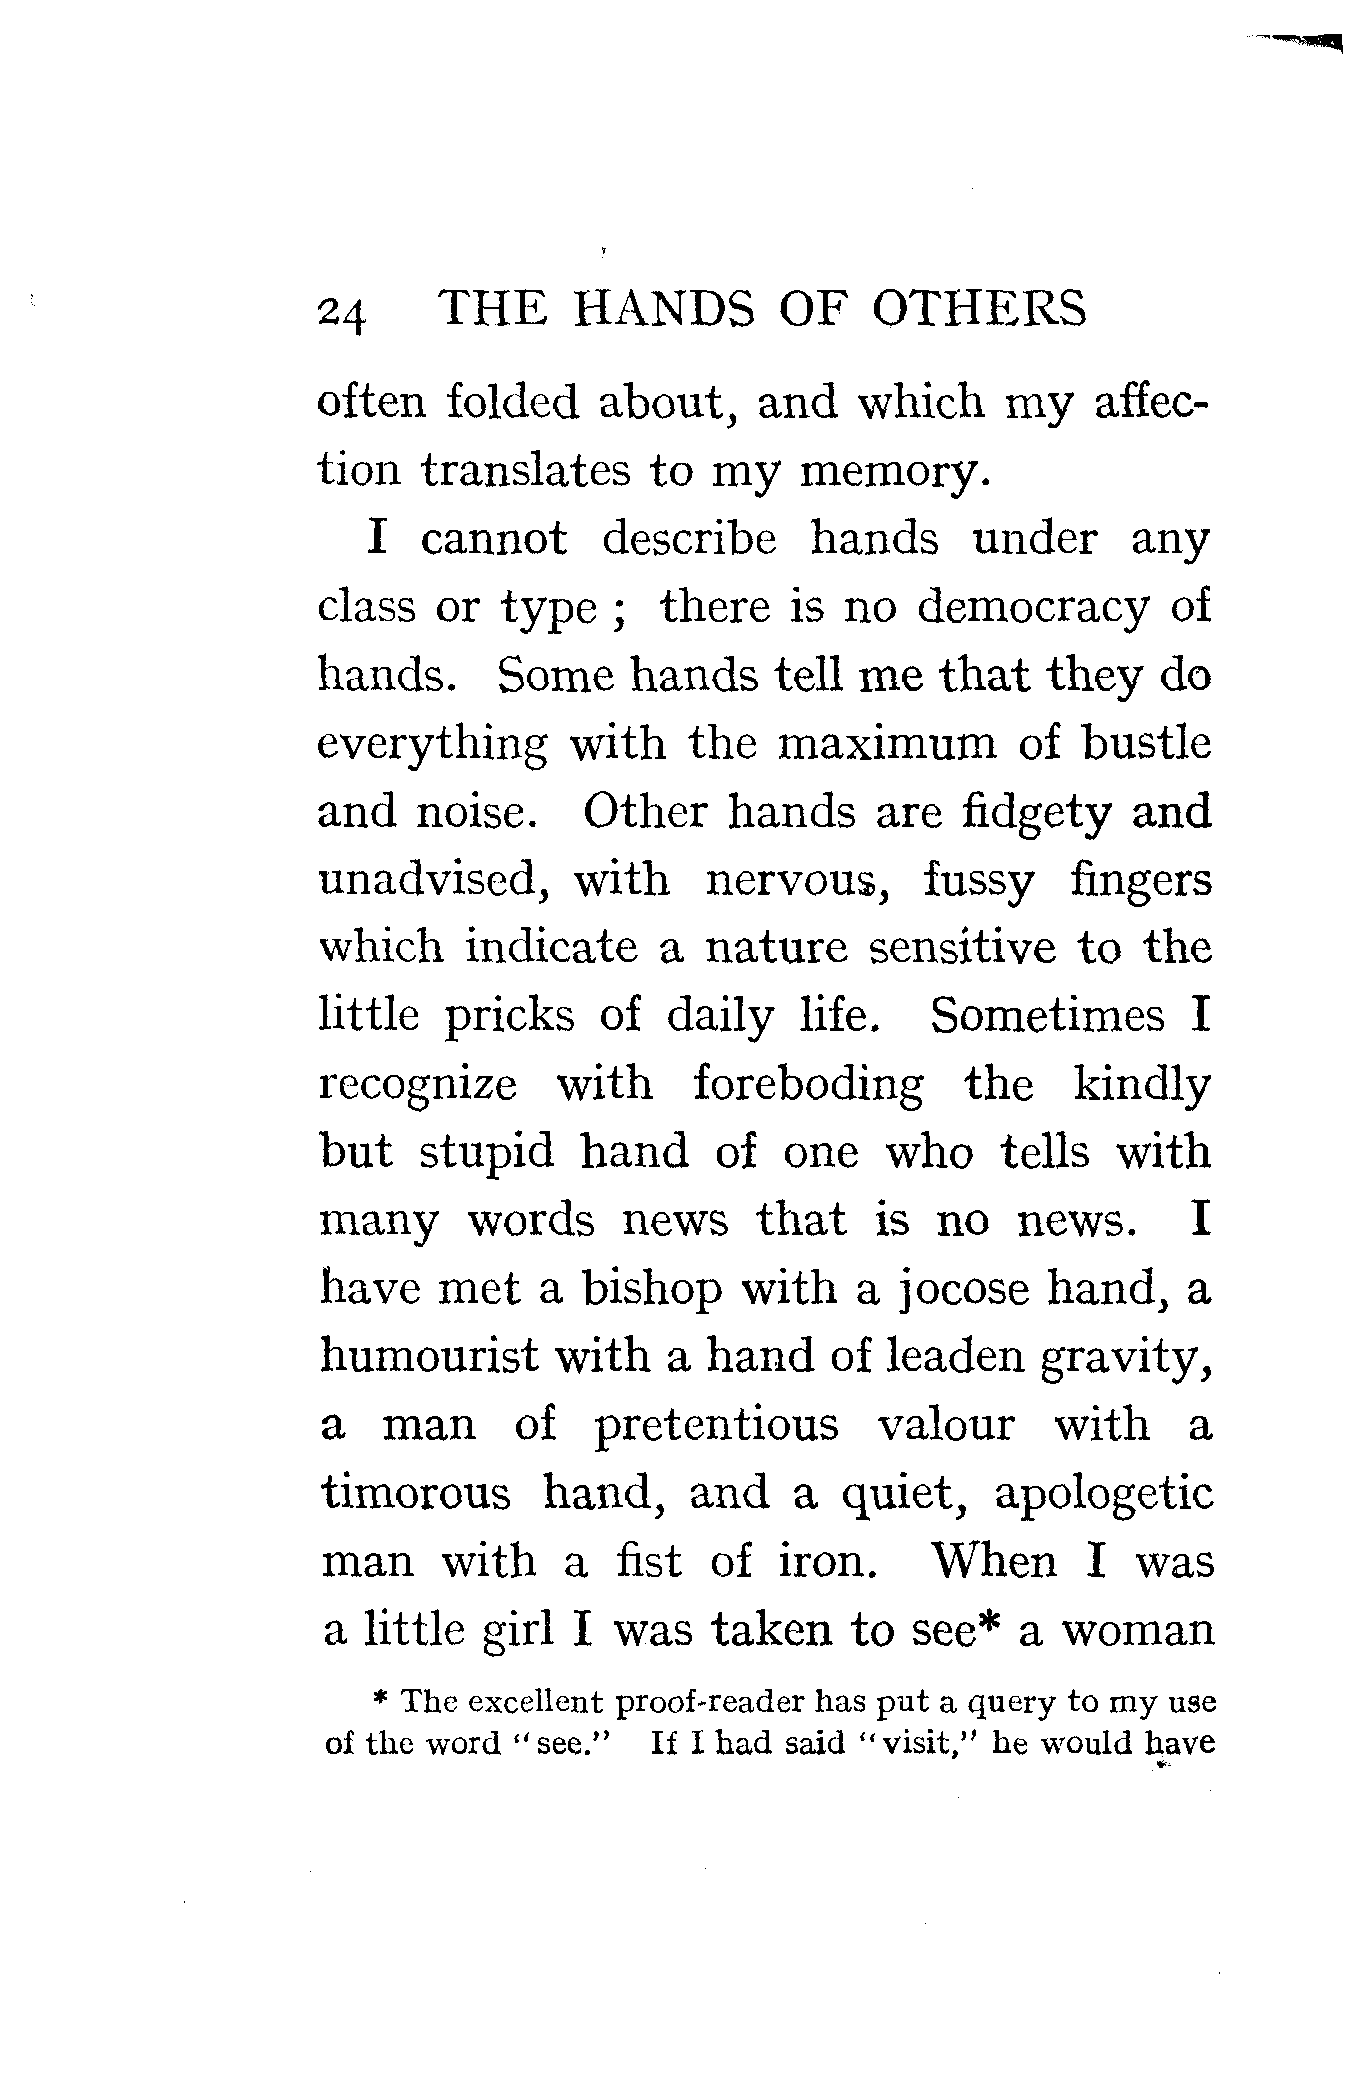 24 THE HANDS OF OTHERS
often folded about, and which my affec-
tion translates to my memory.
I cannot describe hands under any
class or type ; there is no democracy of
hands. Some hands tell me that they do
everything with the maximum of bustle
and noise. Other hands are fidgety and
unadvised, with nervous, fussy fingers
which indicate a nature sensitive to the
little pricks of daily life. Sometimes I
recognize with foreboding the kindly
but stupid hand of one who tells with
many words news that is no news. I
have met a bishop with a jocose hand, a
humourist with a hand of leaden gravity,
a man of pretentious valour with a
timorous hand, and a quiet, apologetic
man with a fist of iron. When I was
a little girl I was taken to see* a woman
* The excellent proof-reader has put a query to my use
of the word "see." If I had said "visit," he would have